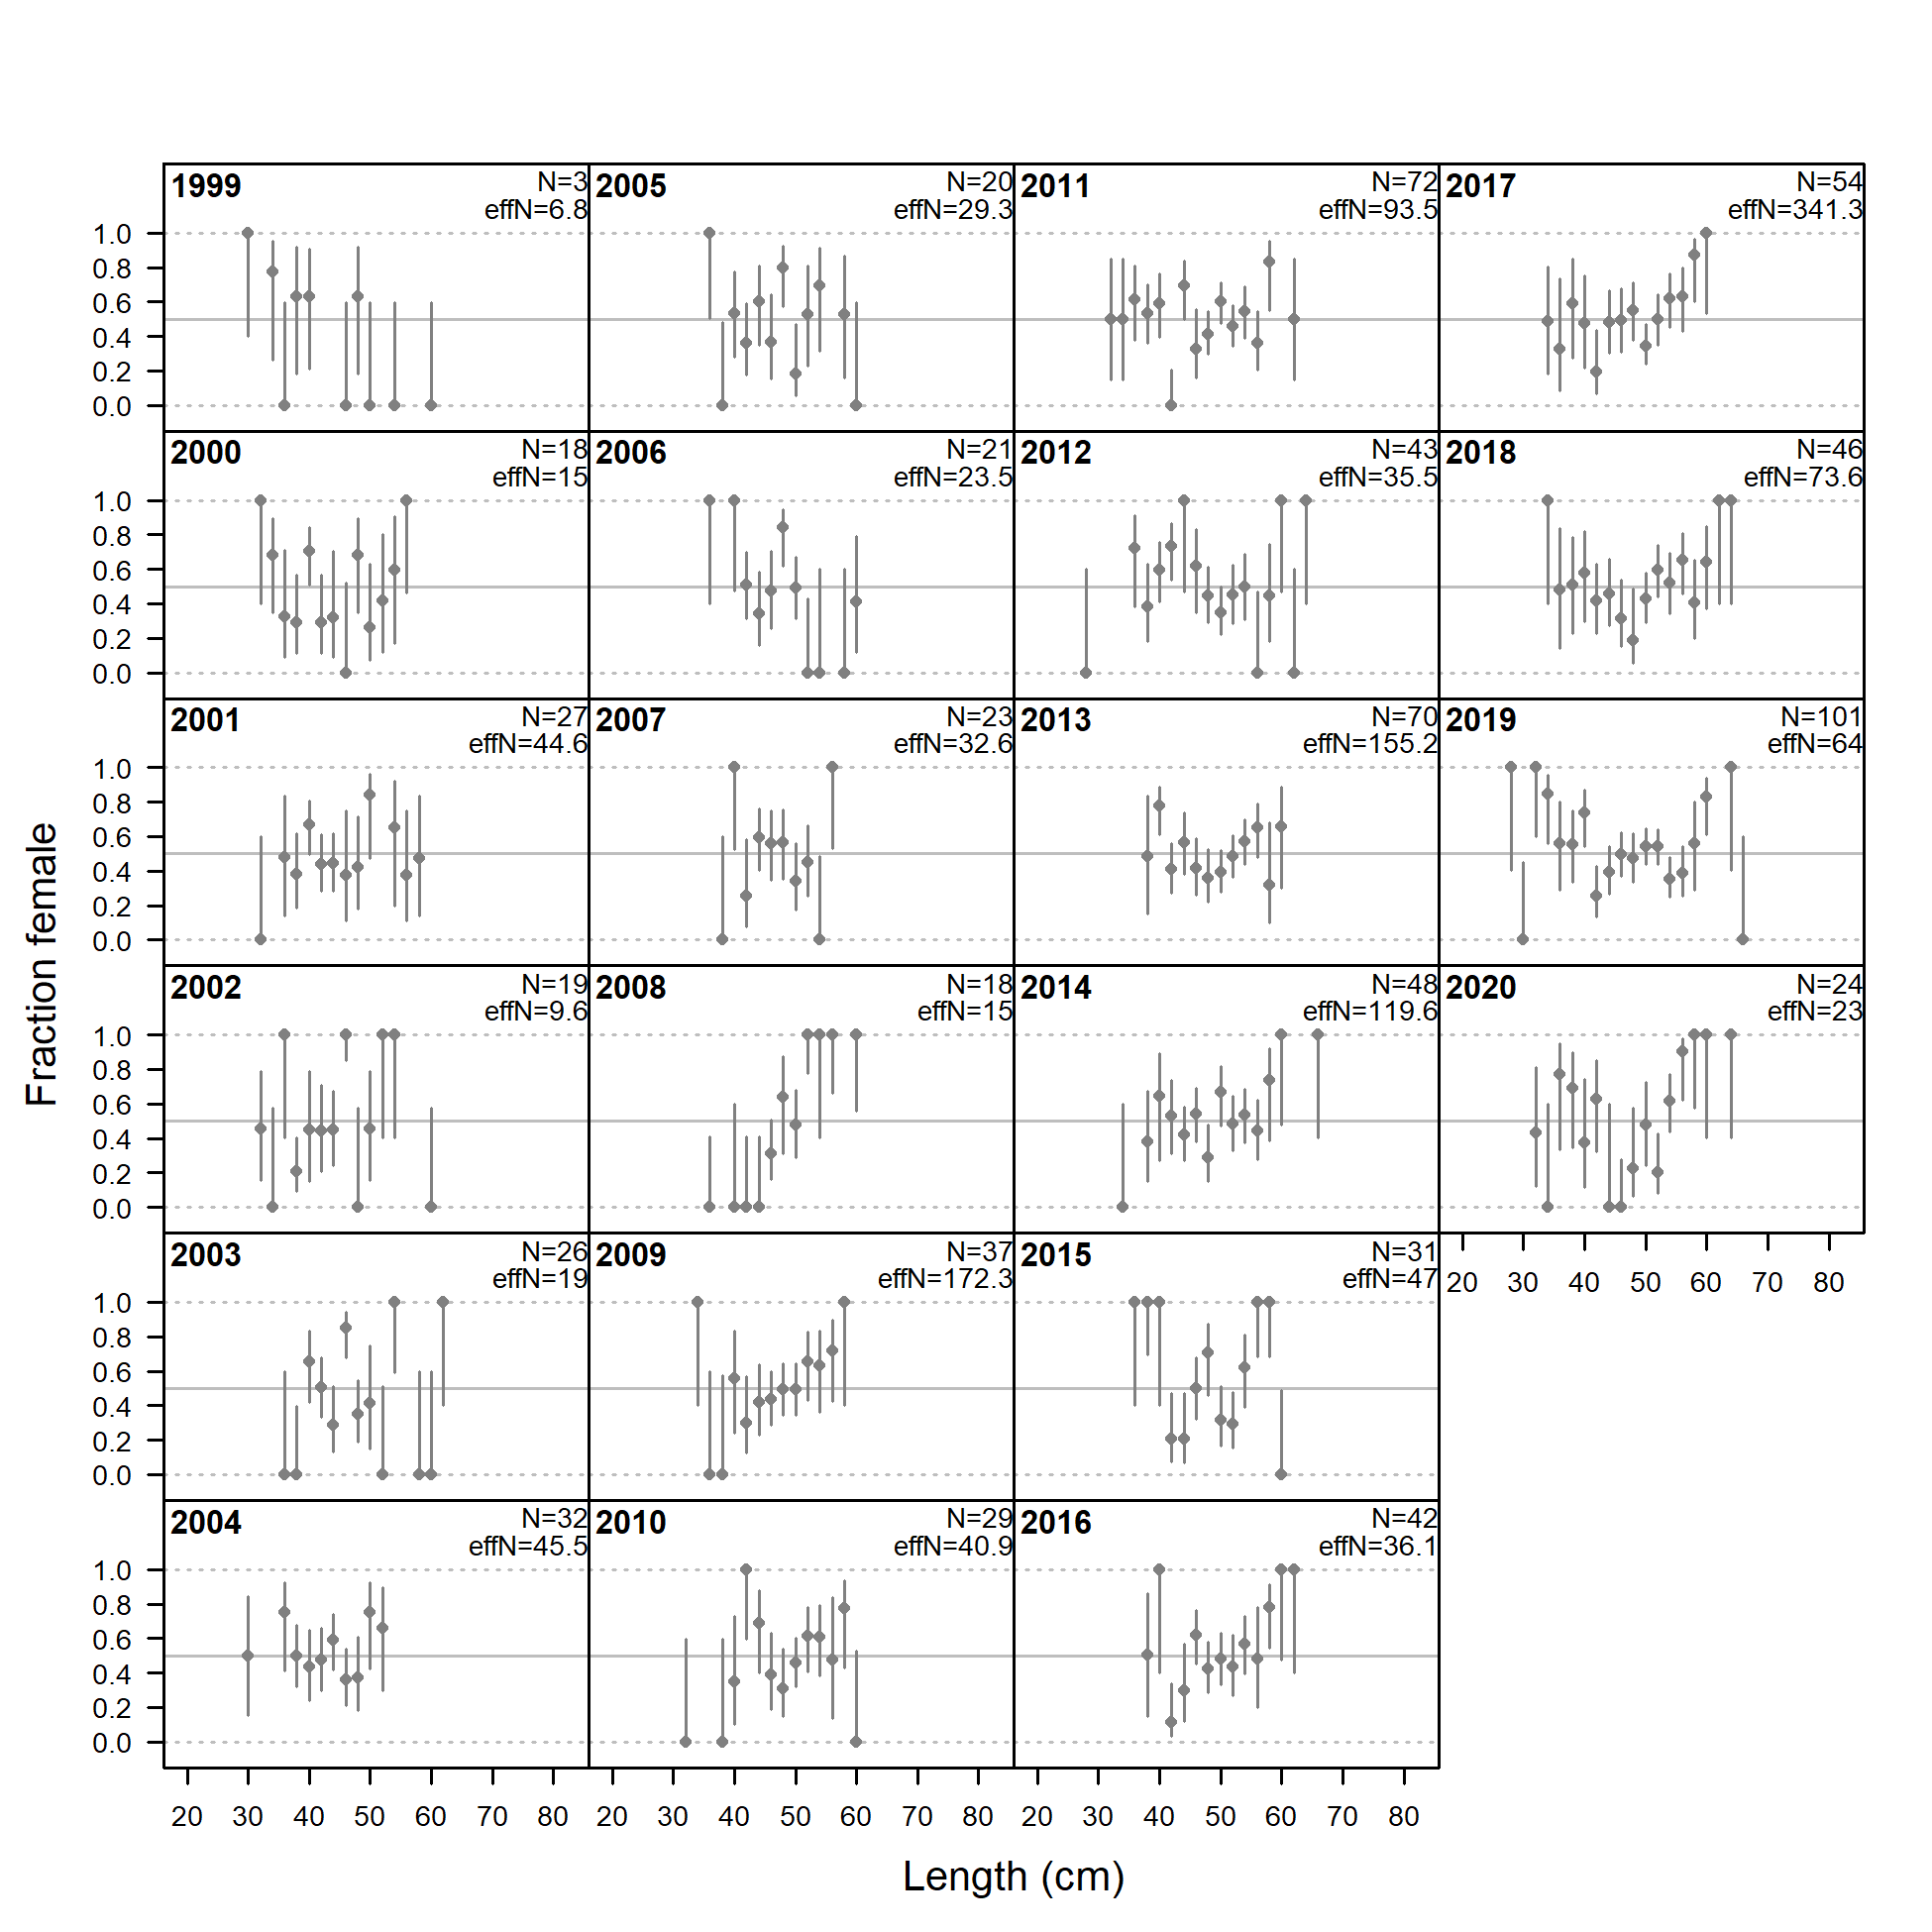 1999 N=3 2005 N=20 2011 N=72 2017 N=54
effN=6.8 effN=29.3 effN=93.5 effN=341.3
1.0
0.8
0.6
0.4
0.2
0.0
2000 N=18 2006 N=21 2012 N=43 2018 N=46
effN=15 effN=23.5 effN=35.5 effN=73.6
1.0
0.8
0.6
0.4
0.2
0.0
2001 N=27 2007 N=23 2013 N=70 2019 N=101
effN=44.6 effN=32.6 effN=155.2 effN=64
1.0
0.8
0.6
0.4
0.2
0.0
2002 N=19 2008 N=18 2014 N=48 2020 N=24
effN=9.6 effN=15 effN=119.6 effN=23
1.0
0.8
0.6
0.4
0.2
0.0
2003 N=26 2009 N=37 2015 N=31
effN=19 effN=172.3 effN=47
20 30 40 50 60 70 80
1.0
0.8
0.6
0.4
0.2
0.0
2004 N=32 2010 N=29 2016 N=42
effN=45.5 effN=40.9 effN=36.1
1.0
0.8
0.6
0.4
0.2
0.0
20 30 40 50 60 70 80 20 30 40 50 60 70 80 20 30 40 50 60 70 80
Length (cm)
Fraction female